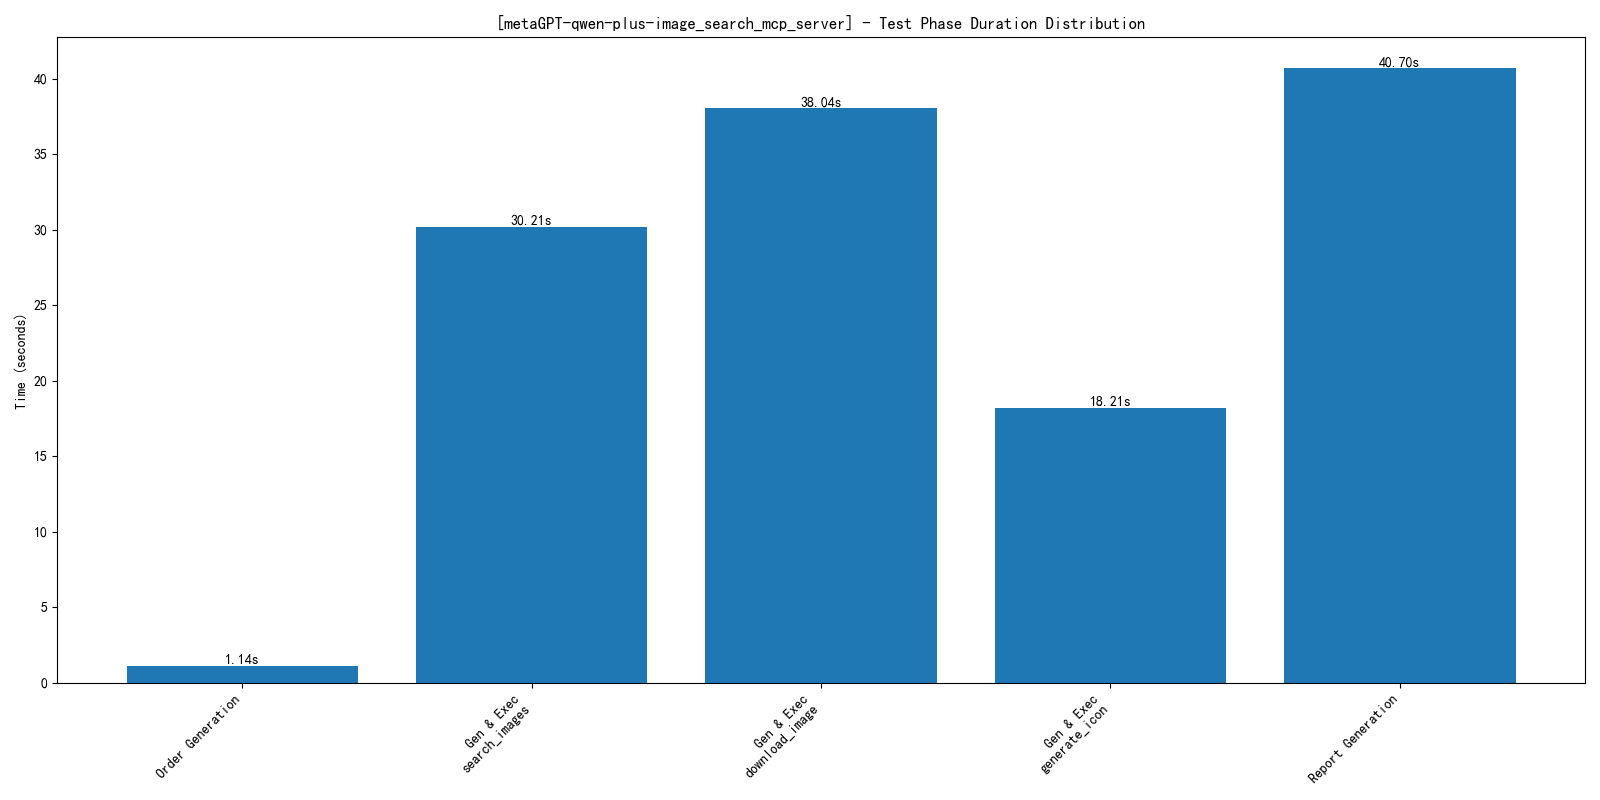 [metaGPT-qwen-plus-image_search_mcp_server] - Test Phase Duration Distribution
40.70s
40
38.04s
35
30.21s
30
25
Time (seconds)
20
18.21s
15
10
5
1.14s
0
Order Generation
Gen & Exec
search_images
Gen & Exec
download_image
Gen & Exec
generate_icon
Report Generation